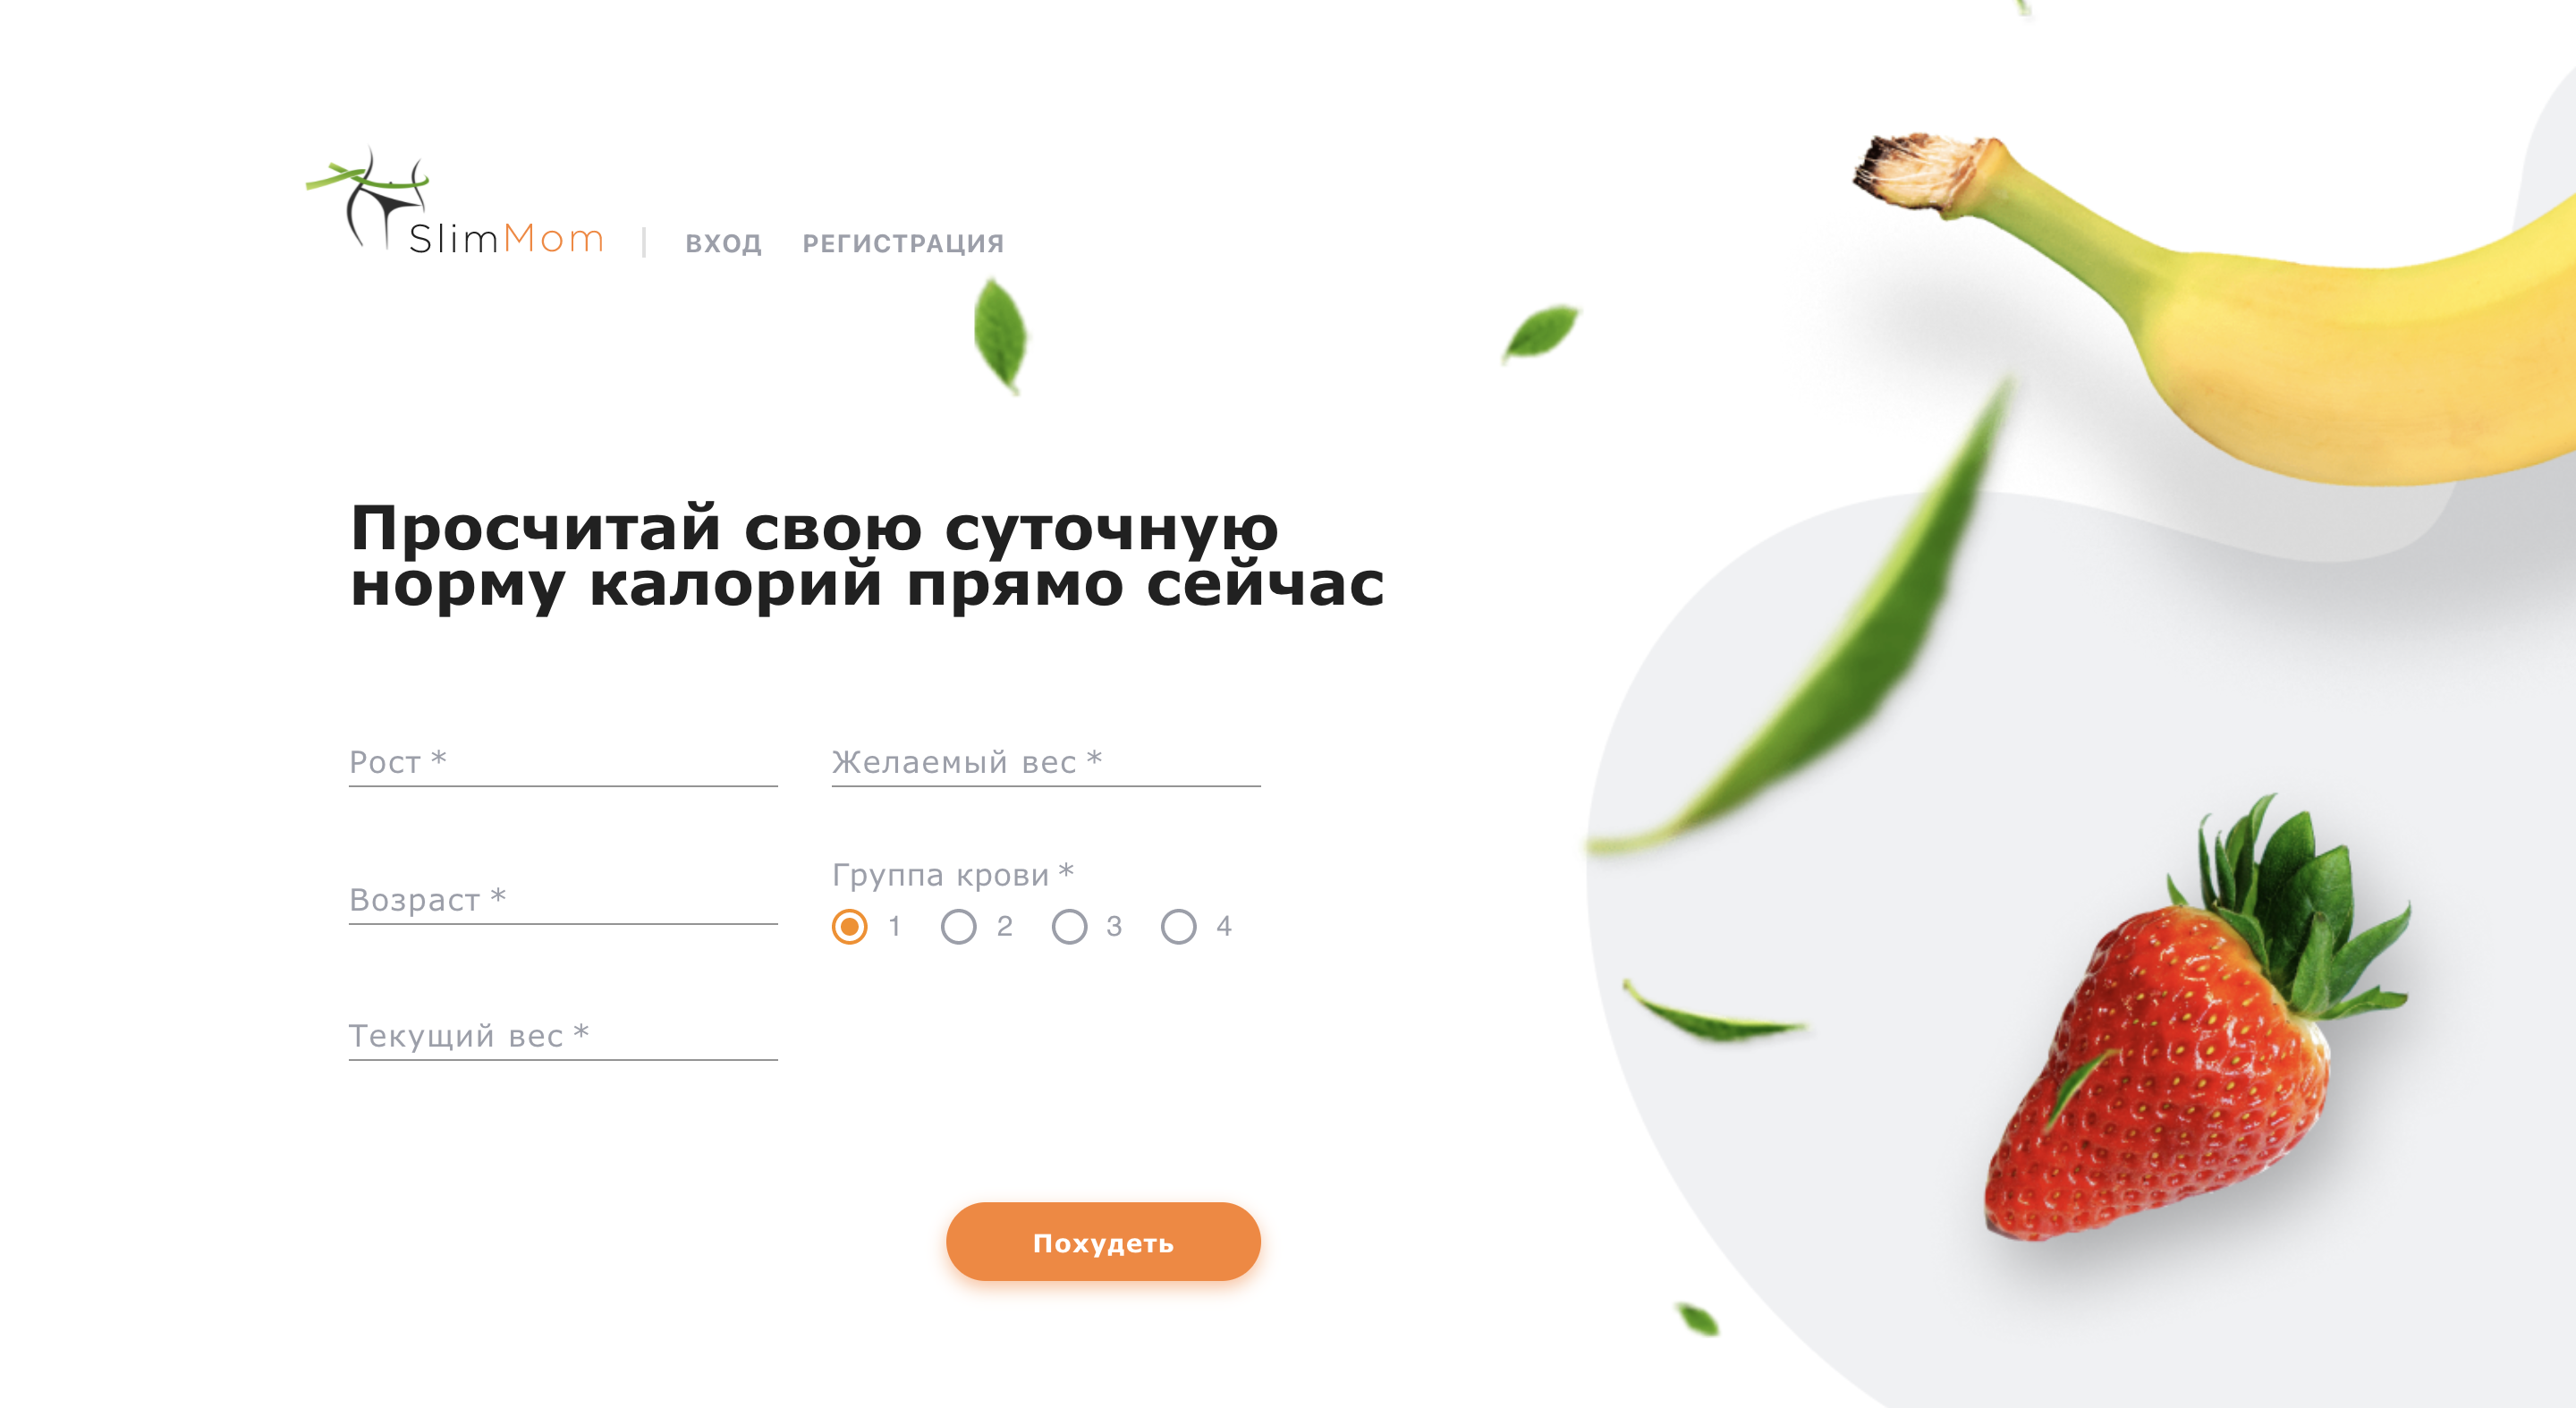 SlimMom | ВХОД РЕГИСТРАЦИЯ
Просчитай свою суточную
норму калорий прямо сейчас
Рост *
Желаемый вес *
Возраст *
Группа крови *
1 2 3 4
Текущий вес *
Похудеть